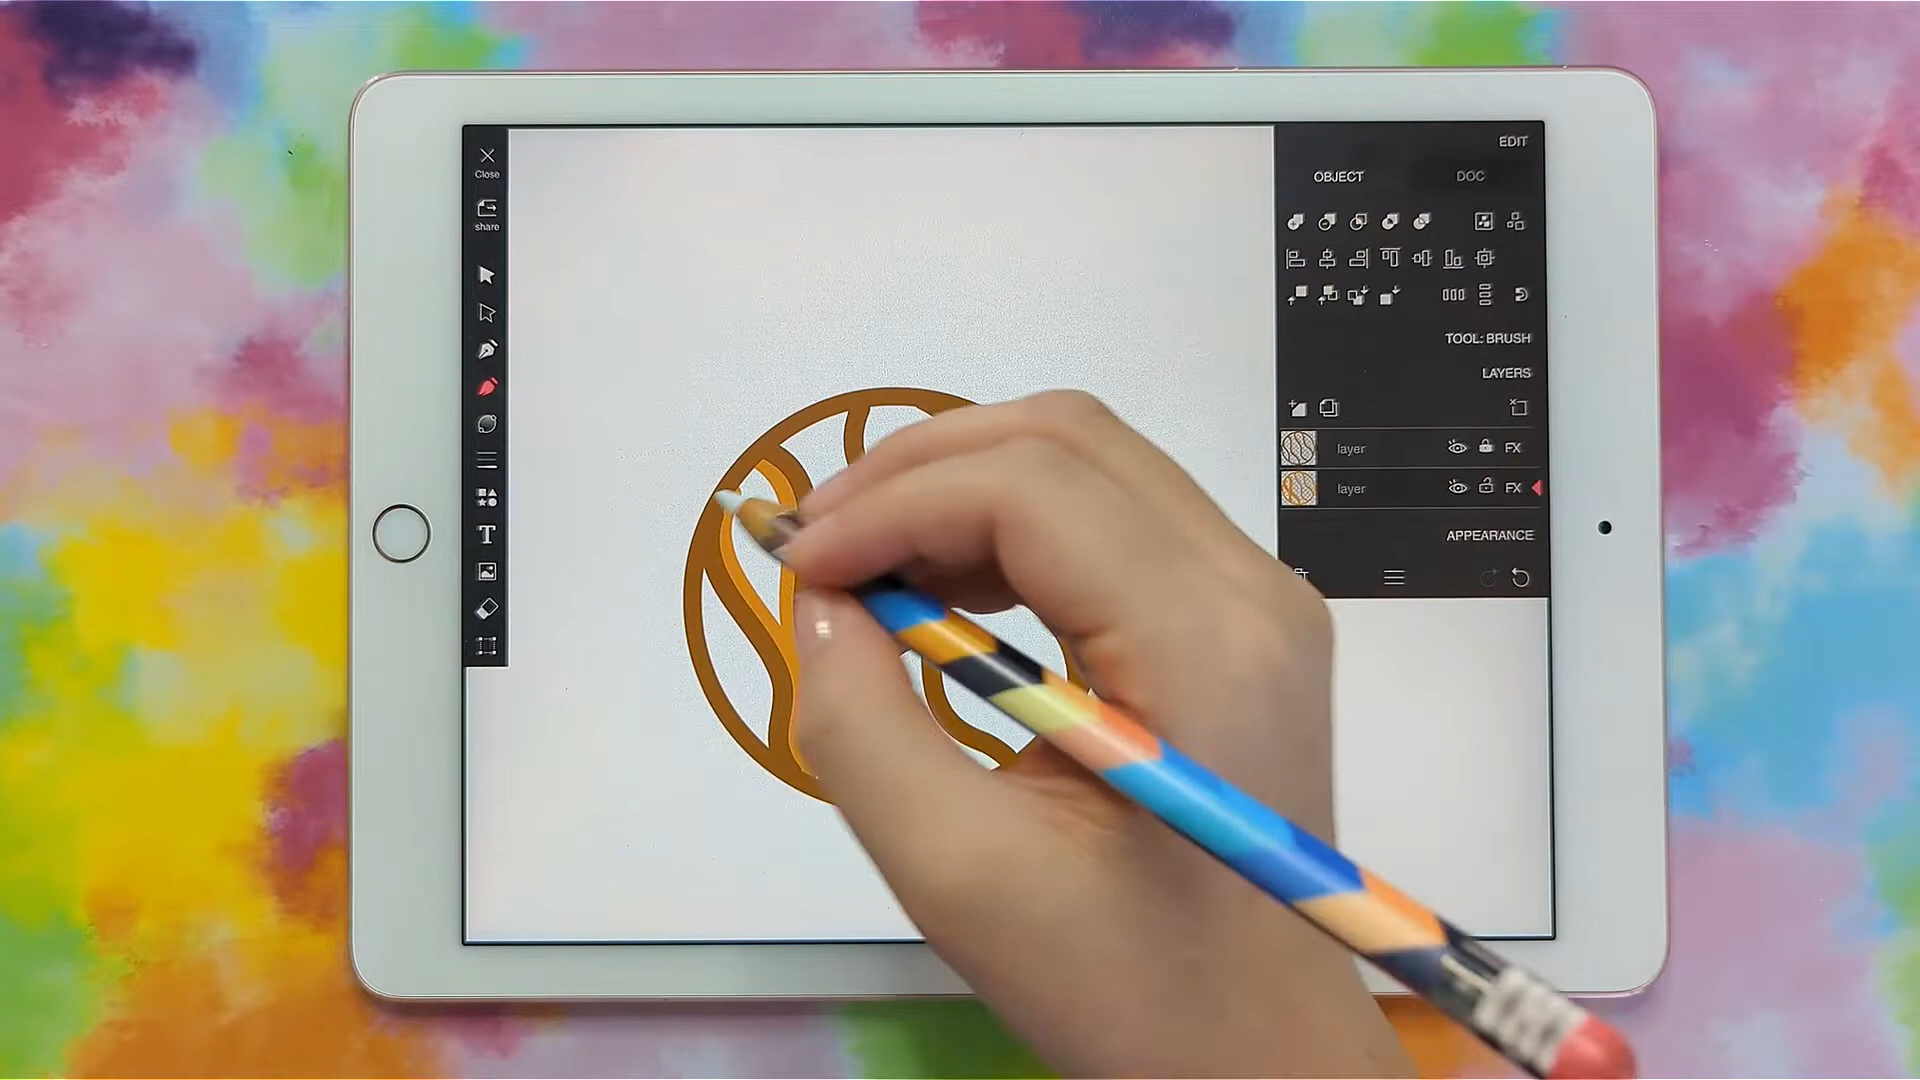 Close
share
T
EDIT
OBJECT DOC
TOOL: BRUSH
LAYERS
layer FX
layer FX
APPEARANCE